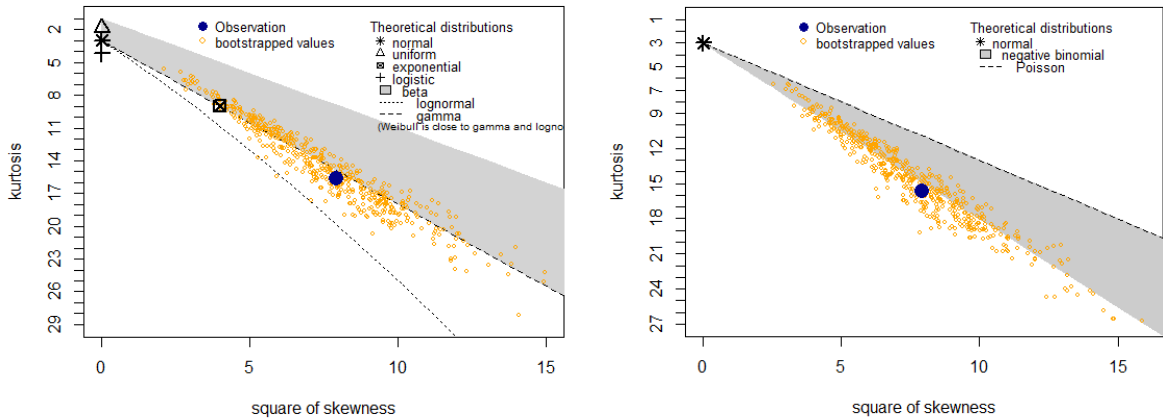 Observation
bootstrapped values
Theoretical distributions
normal
uniform
exponential
logistic
beta
lognormal
gamma
(Weibull is close to gamma and logno
kurtosis
2
5
8
11
14
17
20
23
26
29
0
5
10
15
square of skewness
Observation
bootstrapped values
Theoretical distributions
normal
negative binomial
Poisson
kurtosis
1
3
5
7
9
11
13
15
18
21
24
27
0
5
10
15
square of skewness